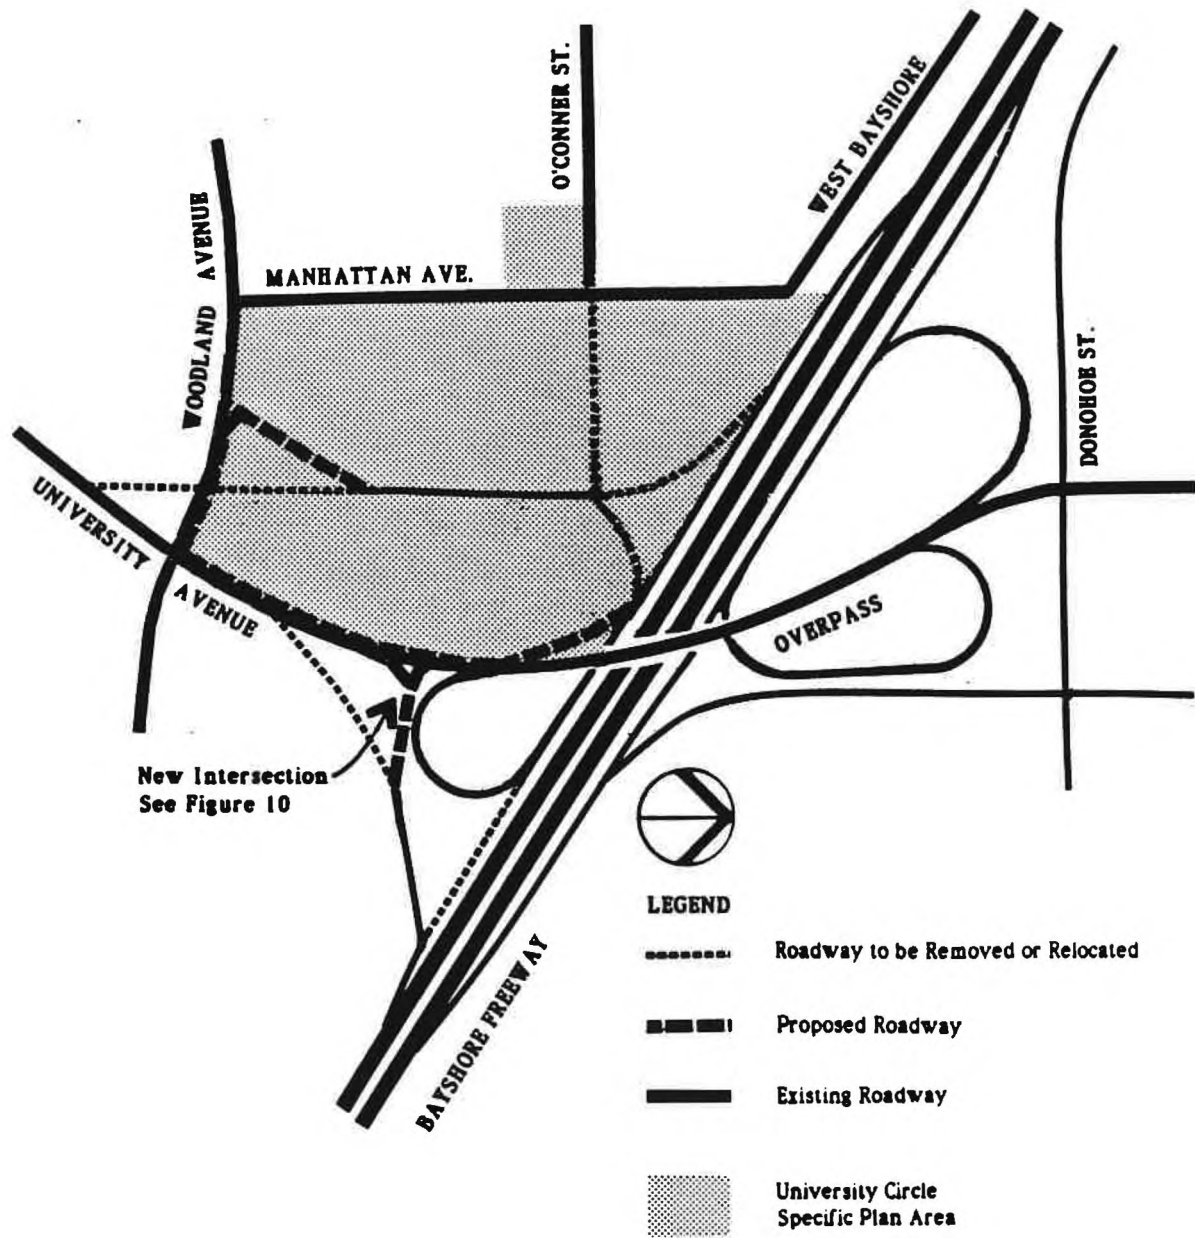 O'CONNER ST.
WEST BAYSHORE
WOODLAND AVENUE
MANHATTAN AVE.
DONOHOE ST.
UNIVERSITY AVENUE
OVERPASS
New Intersection
See Figure 10
BAYSHORE FREEWAY
LEGEND
Roadway to be Removed or Relocated
Proposed Roadway
Existing Roadway
University Circle
Specific Plan Area